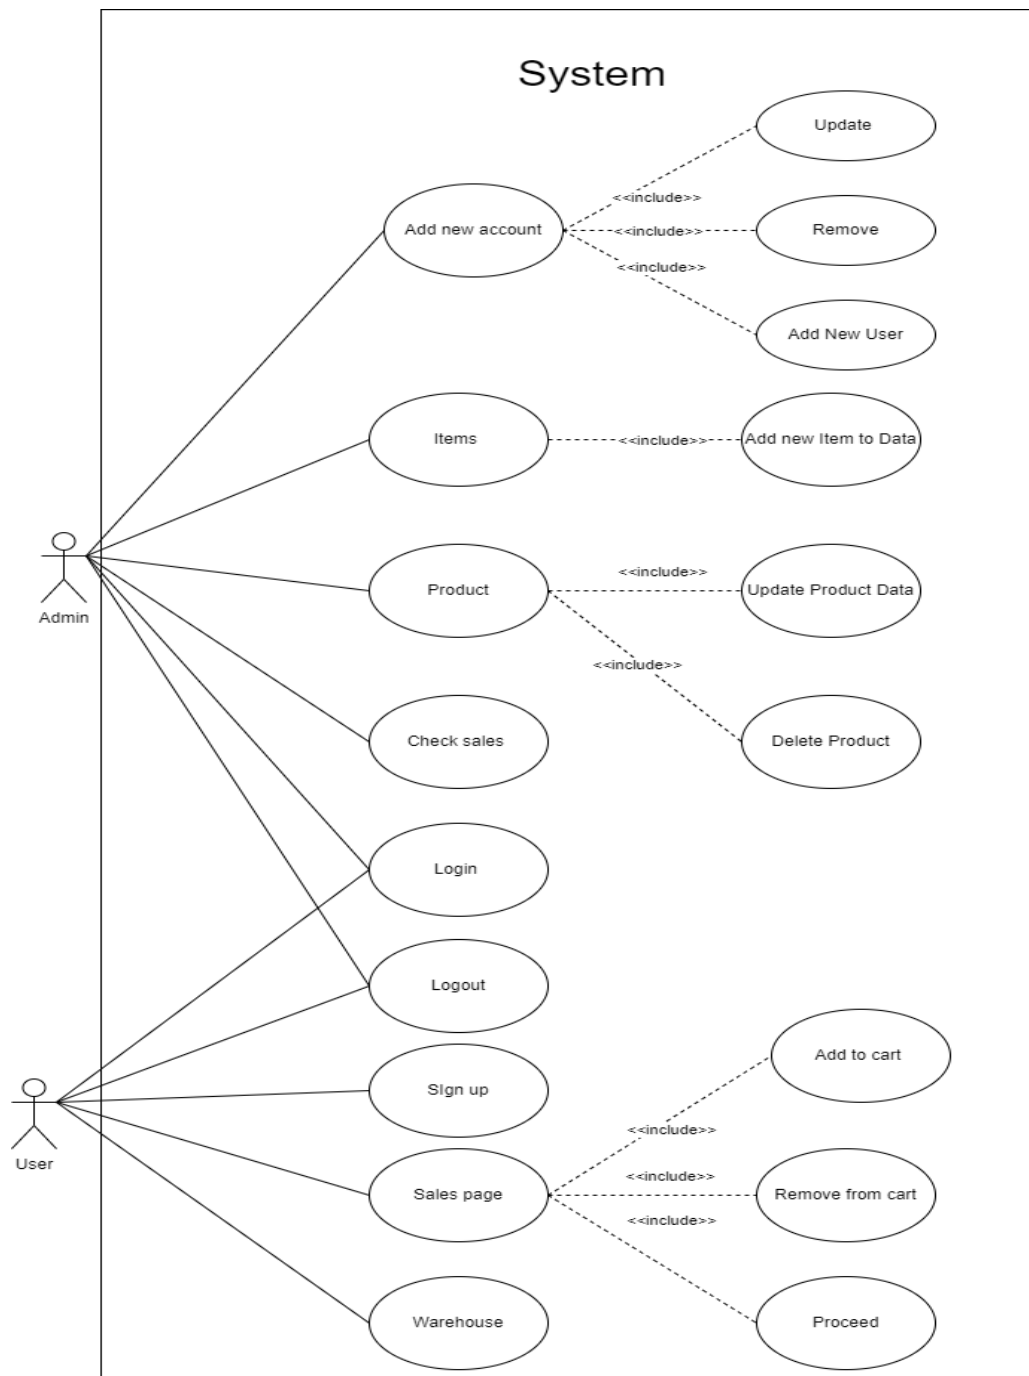 System
Update
<<include>>
Add new account
<<include>>
Remove
<<include>>
Add New User
Items
<<include>>
Add new Item to Data
Admin
Product
<<include>>
Update Product Data
<<include>>
Check sales
Delete Product
Login
Logout
Add to cart
User
SIgn up
<<include>>
Sales page
<<include>>
Remove from cart
<<include>>
Warehouse
Proceed